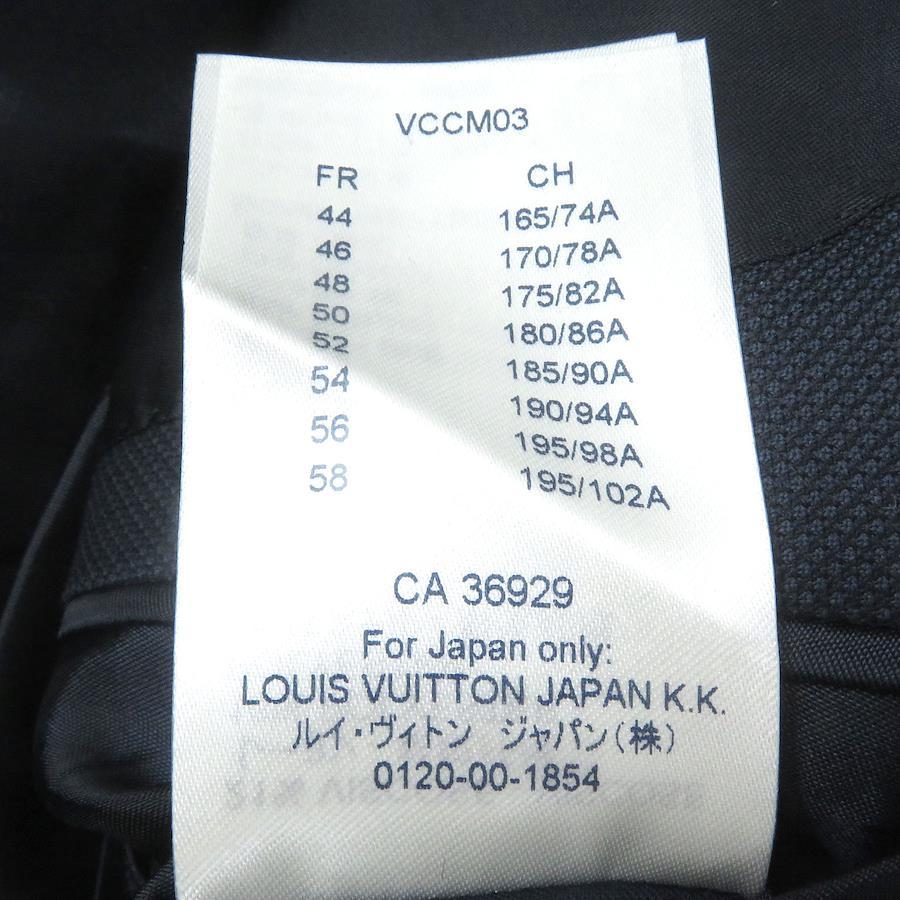 VCCM03
FR CH
44 165/74A
46 170/78A
48 175/82A
50 180/86A
52 185/90A
54 190/94A
56 195/98A
58 195/102A
CA 36929
For Japan only:
LOUIS VUITTON JAPAN K.K.
ルイ・ヴィトン ジャパン(株)
0120-00-1854